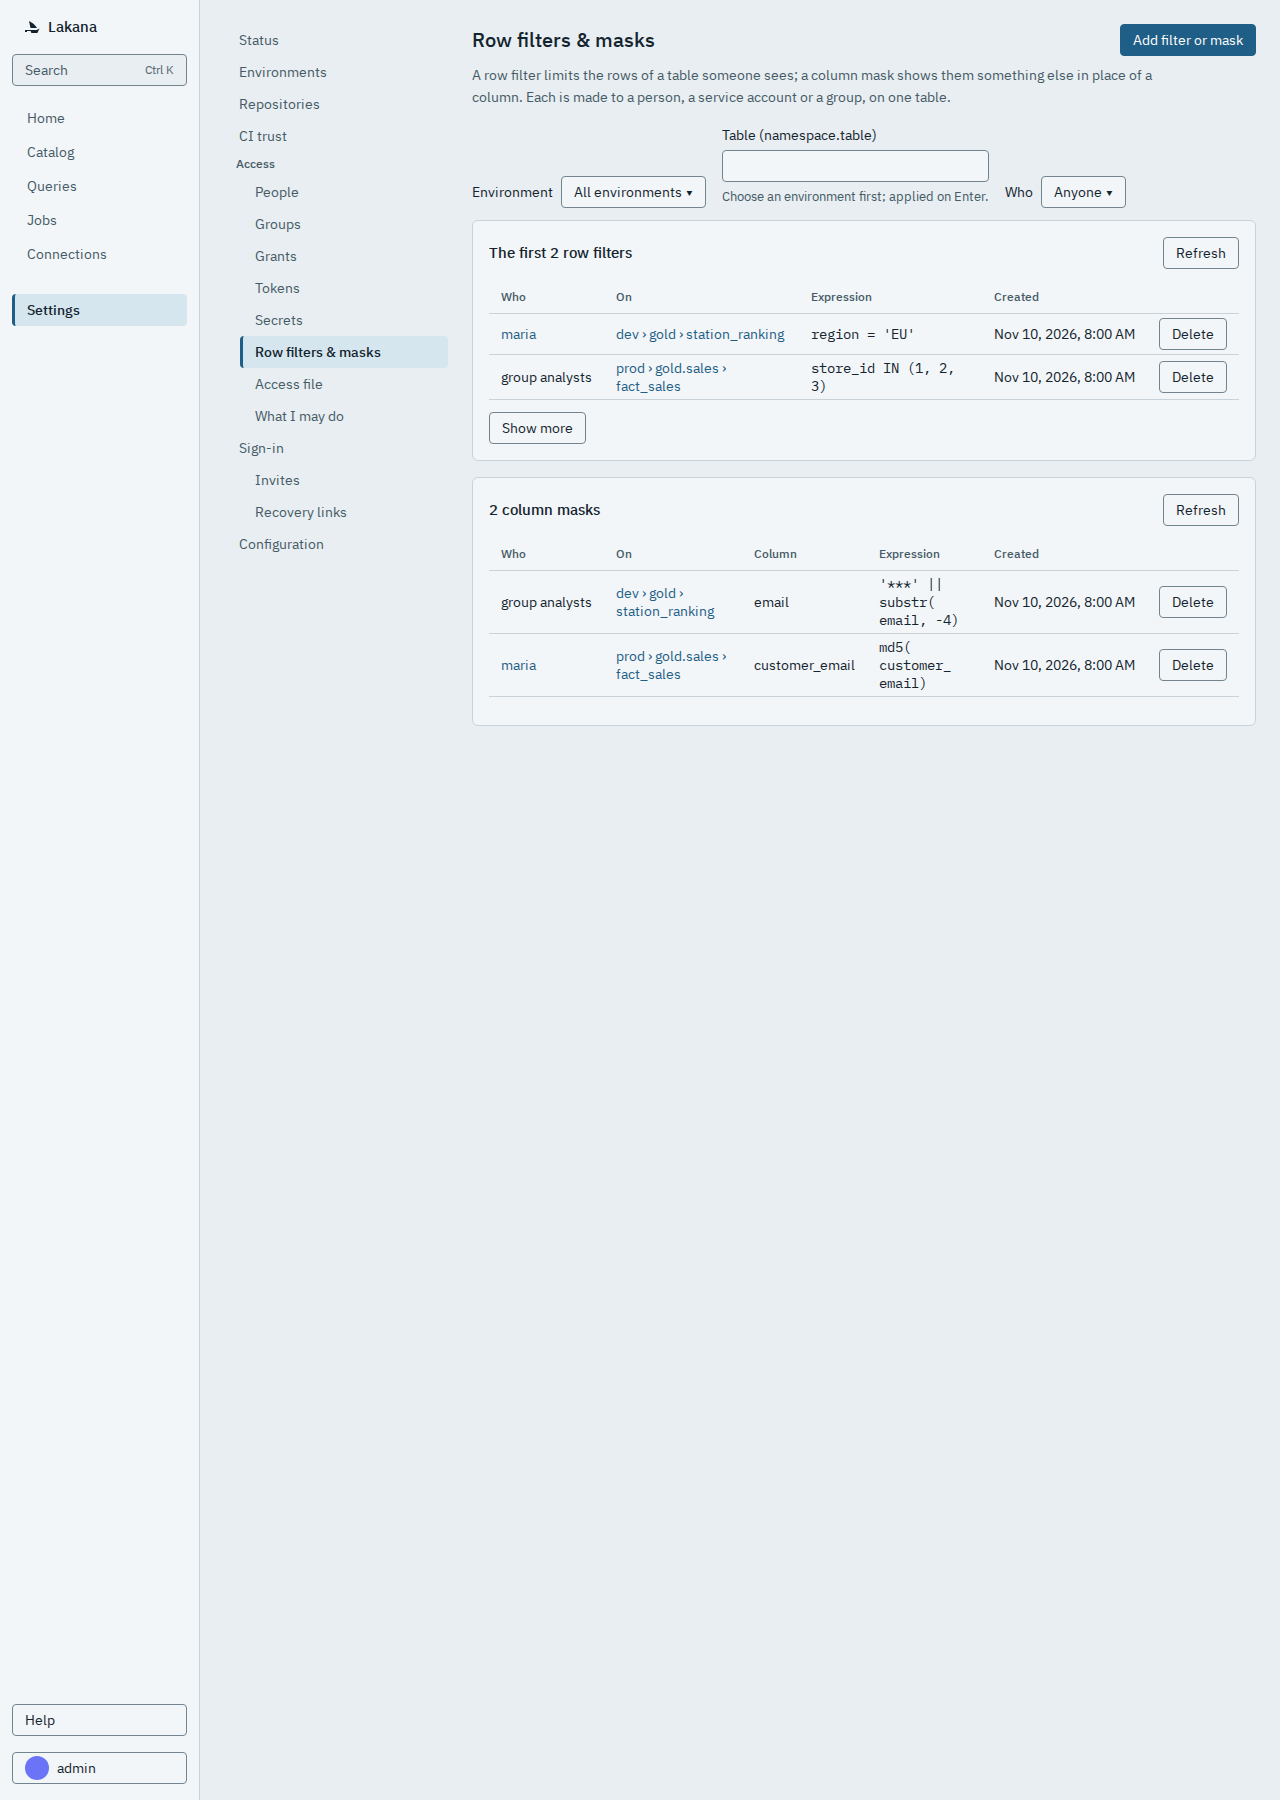 Lakana
Search Ctrl K
Home
Catalog
Queries
Jobs
Connections
Settings
Help
admin
Status
Environments
Repositories
CI trust
Access
People
Groups
Grants
Tokens
Secrets
Row filters & masks
Access file
What I may do
Sign-in
Invites
Recovery links
Configuration
Row filters & masks
Add filter or mask
A row filter limits the rows of a table someone sees; a column mask shows them something else in place of a
column. Each is made to a person, a service account or a group, on one table.
Environment All environments ▾
Table (namespace.table)
Choose an environment first; applied on Enter.
Who Anyone ▾
The first 2 row filters
Refresh
Who On Expression Created
maria dev › gold › station_ranking region = 'EU' Nov 10, 2026, 8:00 AM Delete
group analysts prod › gold.sales › fact_sales store_id IN (1, 2, 3) Nov 10, 2026, 8:00 AM Delete
Show more
2 column masks
Refresh
Who On Column Expression Created
group analysts dev › gold › station_ranking email '***' || substr(email, -4) Nov 10, 2026, 8:00 AM Delete
maria prod › gold.sales › fact_sales customer_email md5(customer_email) Nov 10, 2026, 8:00 AM Delete